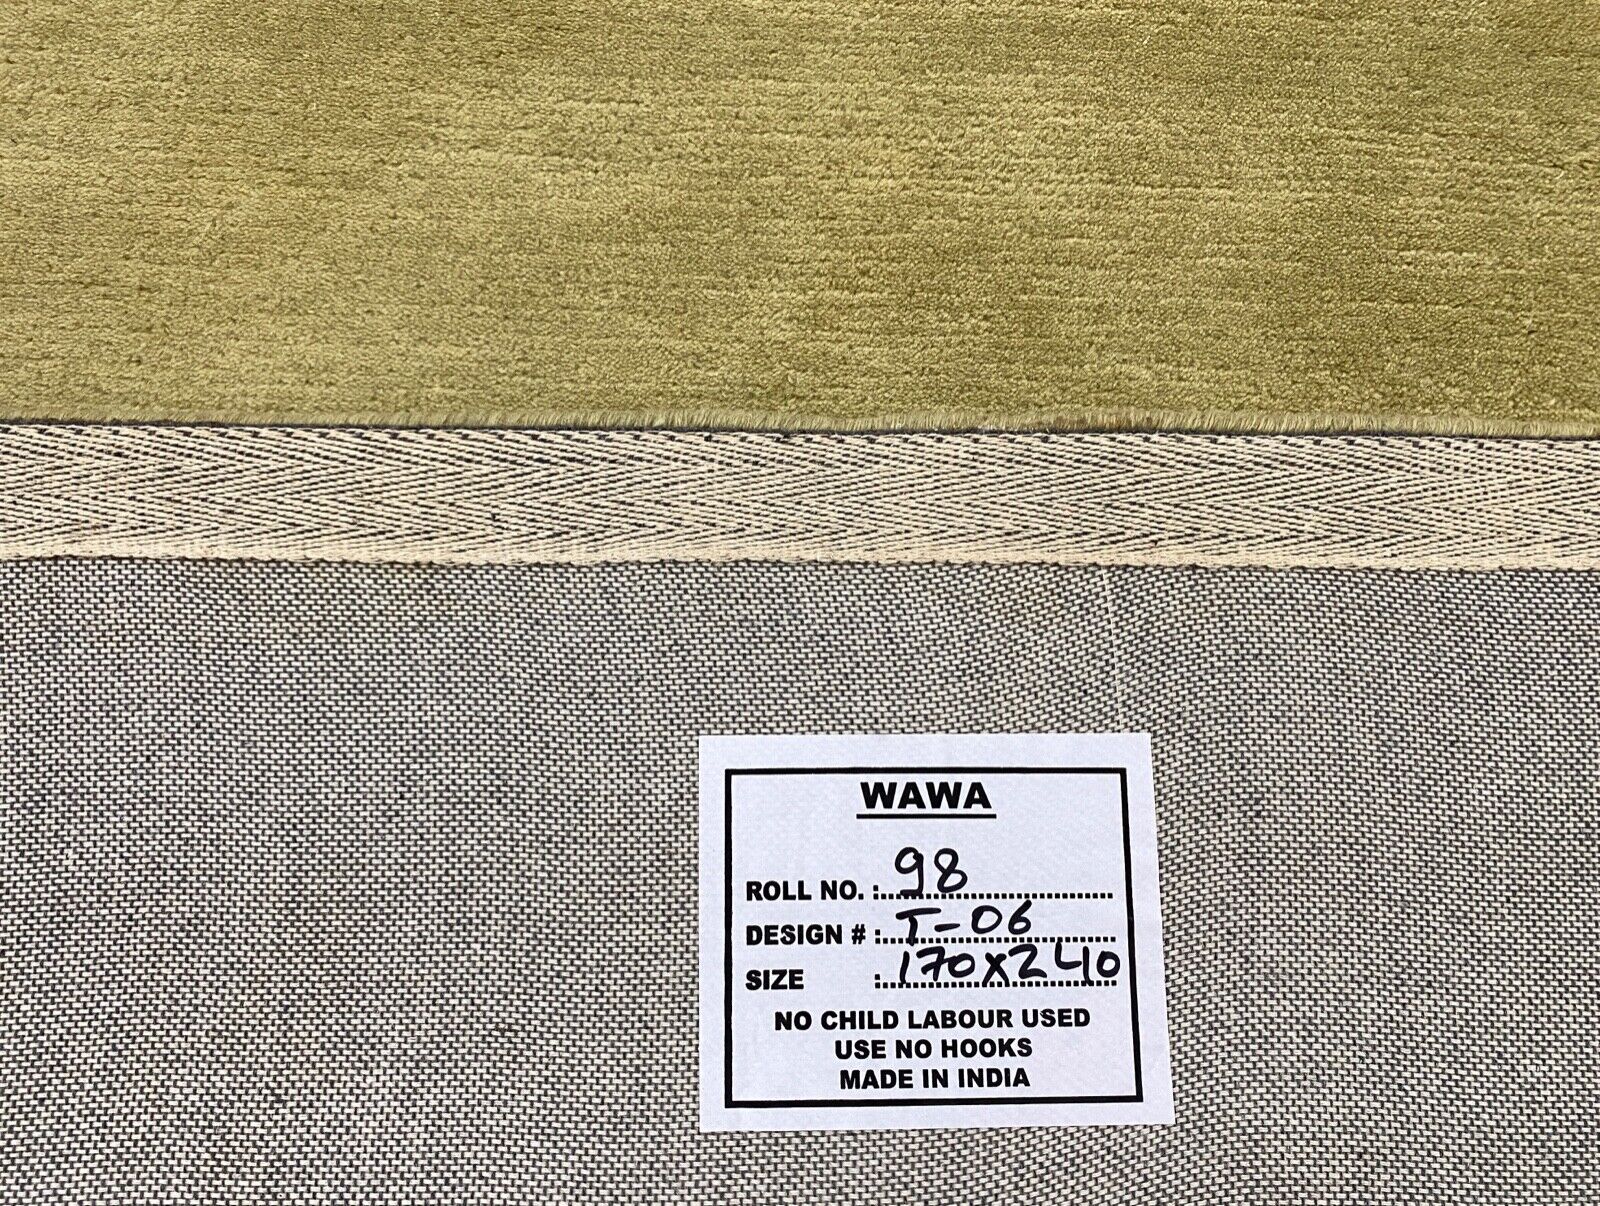 WAWA
ROLL NO. : 98
DESIGN # : T-06
SIZE : 170x240
NO CHILD LABOUR USED
USE NO HOOKS
MADE IN INDIA